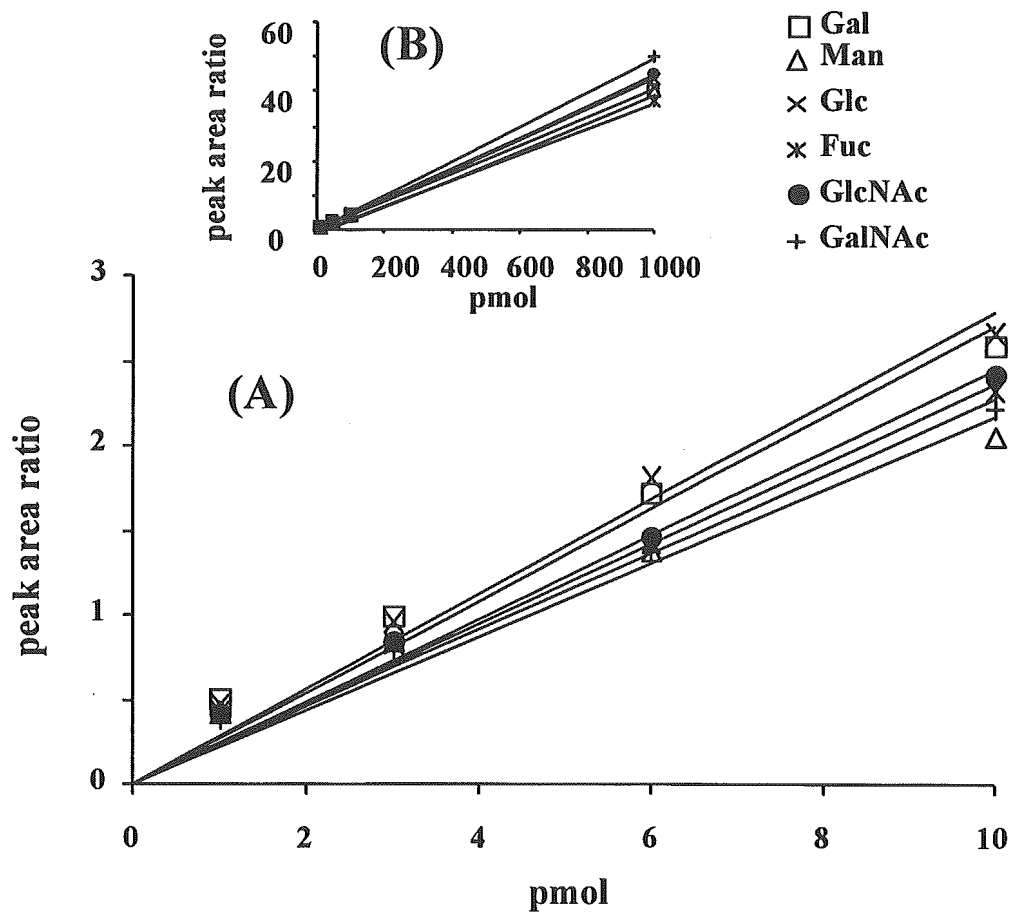 60
(B)
40
20
0
peak area ratio
0 200 400 600 800 1000
pmol
Gal
Man
Glc
Fuc
GlcNAc
GalNAc
3
(A)
2
1
0
peak area ratio
0 2 4 6 8 10
pmol